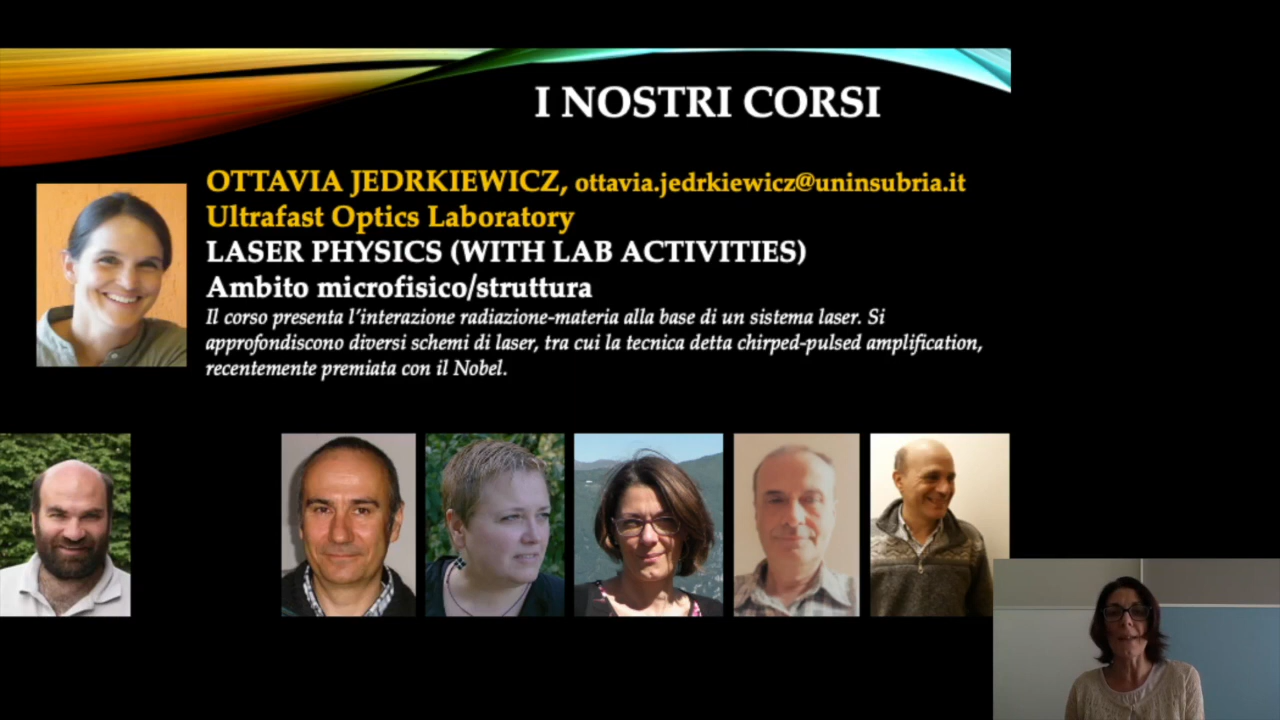 I NOSTRI CORSI
OTTAVIA JEDRKIEWICZ, ottavia.jedrkiewicz@uninsubria.it
Ultrafast Optics Laboratory
LASER PHYSICS (WITH LAB ACTIVITIES)
Ambito microfisico/struttura
Il corso presenta l'interazione radiazione-materia alla base di un sistema laser. Si
approfondiscono diversi schemi di laser, tra cui la tecnica detta chirped-pulsed amplification,
recentemente premiata con il Nobel.